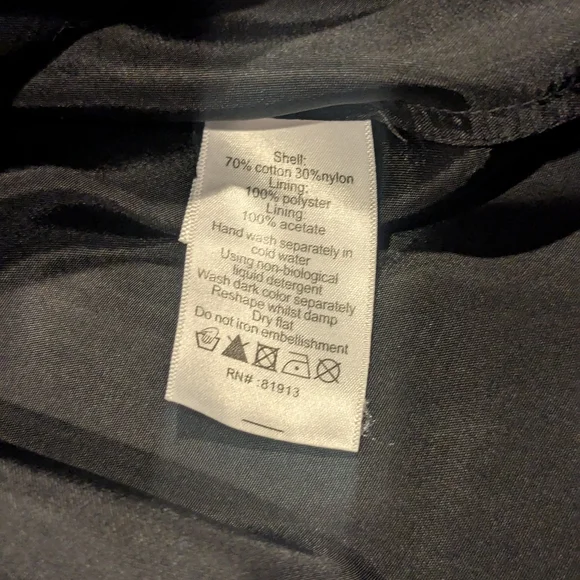 Shell:
70% cotton 30%nylon
Lining:
100% polyster
Lining:
100% acetate
Hand wash separately in
cold water
Using non-biological
liquid detergent
Wash dark color separately
Reshape whilst damp
Dry flat
Do not iron embellishment
RN# :81913